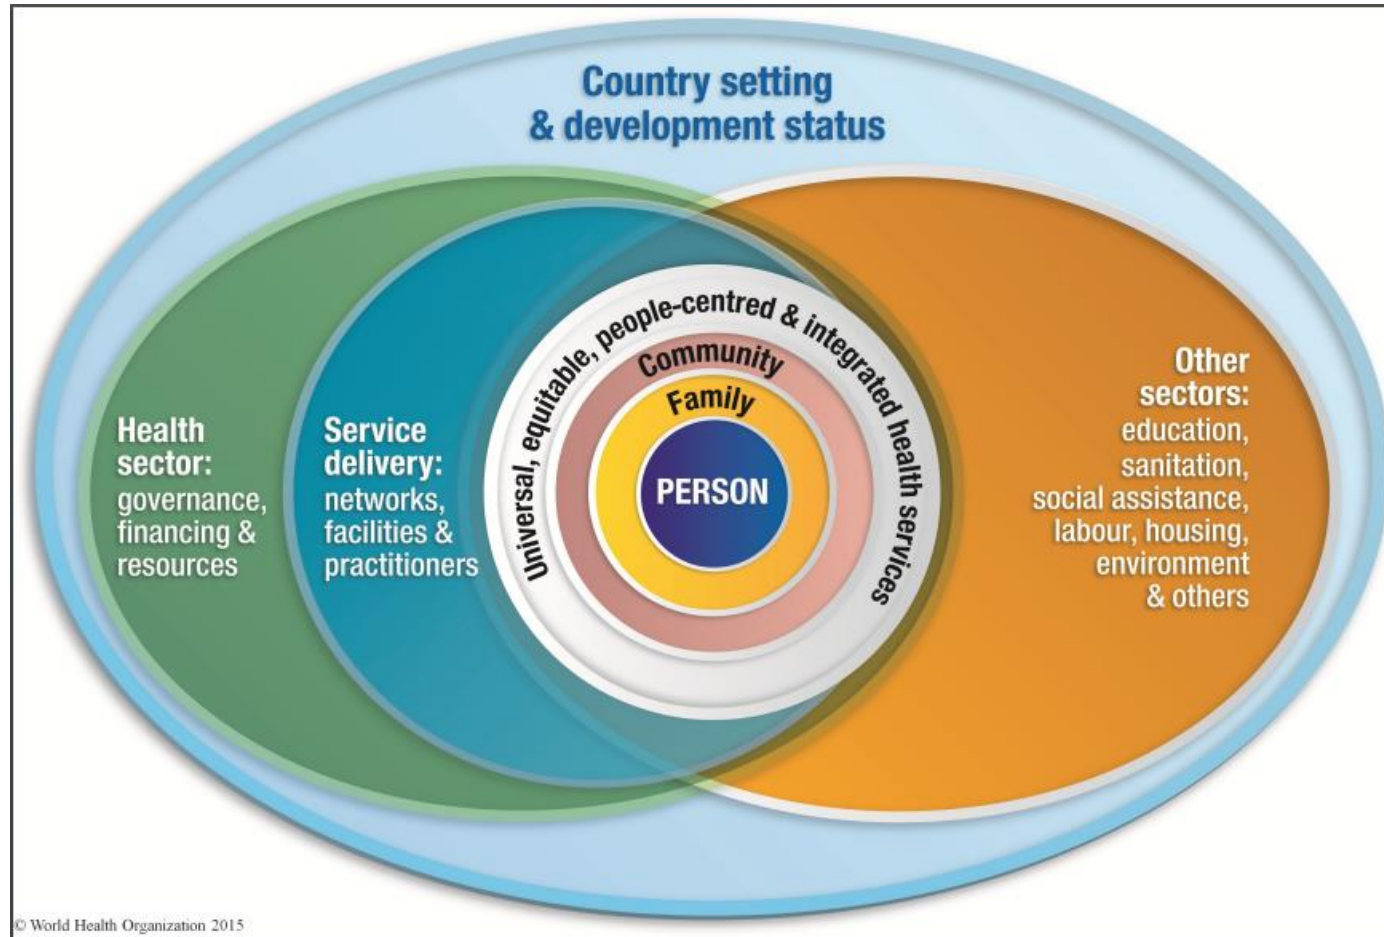 Country setting
& development status
Universal, equitable, people-centred & integrated health services
Community
Family
PERSON
Health
sector:
governance,
financing &
resources
Service
delivery:
networks,
facilities &
practitioners
Other
sectors:
education,
sanitation,
social assistance,
labour, housing,
environment
& others
© World Health Organization 2015